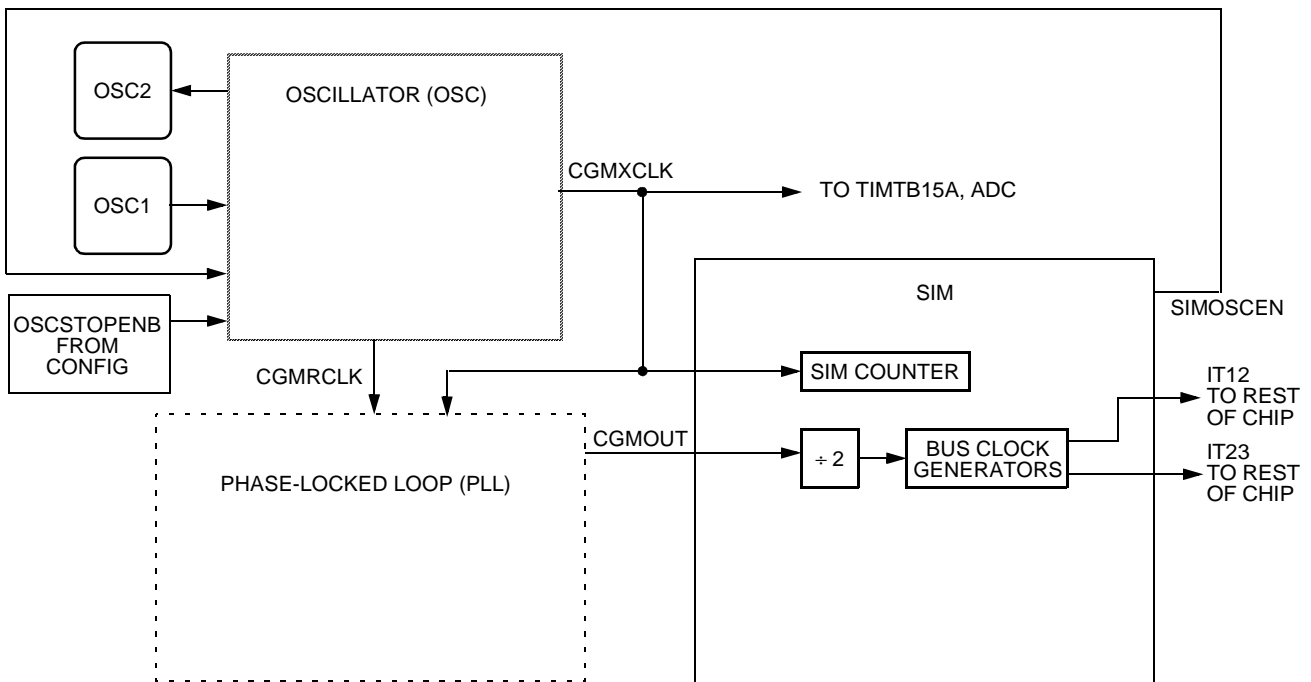 OSC2
OSCILLATOR (OSC)
CGMXCLK
OSC1
TO TIMTB15A, ADC
SIM
SIMOSCEN
OSCSTOPENB
FROM
CONFIG
CGMRCLK
SIM COUNTER
IT12
TO REST
OF CHIP
CGMOUT
÷ 2
BUS CLOCK
GENERATORS
IT23
TO REST
OF CHIP
PHASE-LOCKED LOOP (PLL)